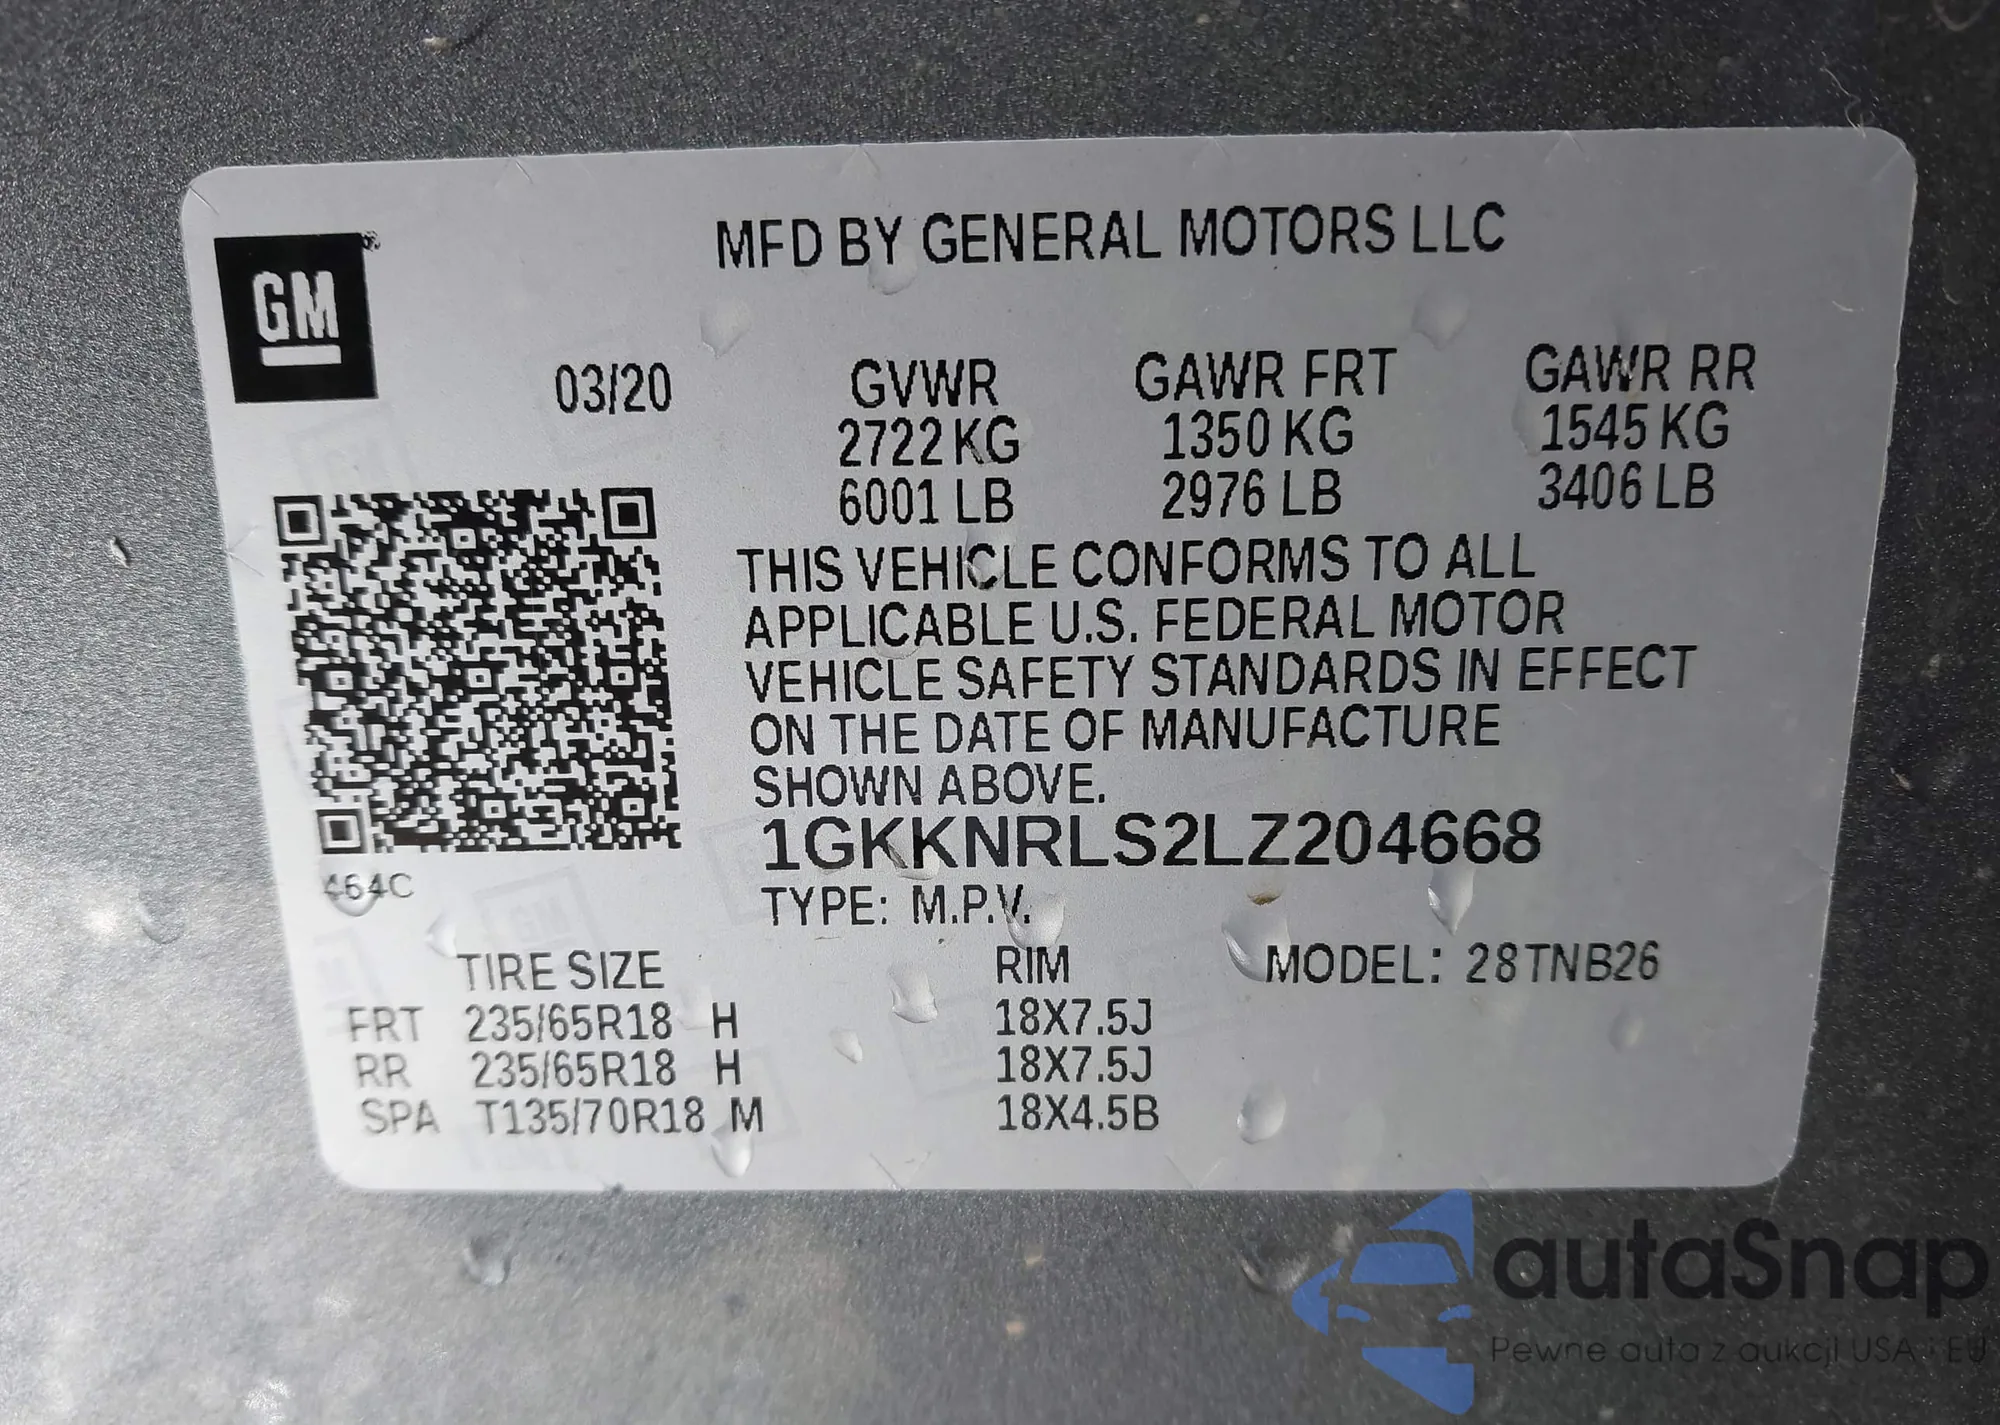 GM®
MFD BY GENERAL MOTORS LLC
03/20 GVWR GAWR FRT GAWR RR
2722 KG 1350 KG 1545 KG
6001 LB 2976 LB 3406 LB
THIS VEHICLE CONFORMS TO ALL
APPLICABLE U.S. FEDERAL MOTOR
VEHICLE SAFETY STANDARDS IN EFFECT
ON THE DATE OF MANUFACTURE
SHOWN ABOVE.
1GKKNRLS2LZ204668
464C
TYPE: M.P.V.
TIRE SIZE RIM MODEL: 28TNB26
FRT 235/65R18 H 18X7.5J
RR 235/65R18 H 18X7.5J
SPA T135/70R18 M 18X4.5B
autaSnap
Pewne auta z aukcji USA i EU